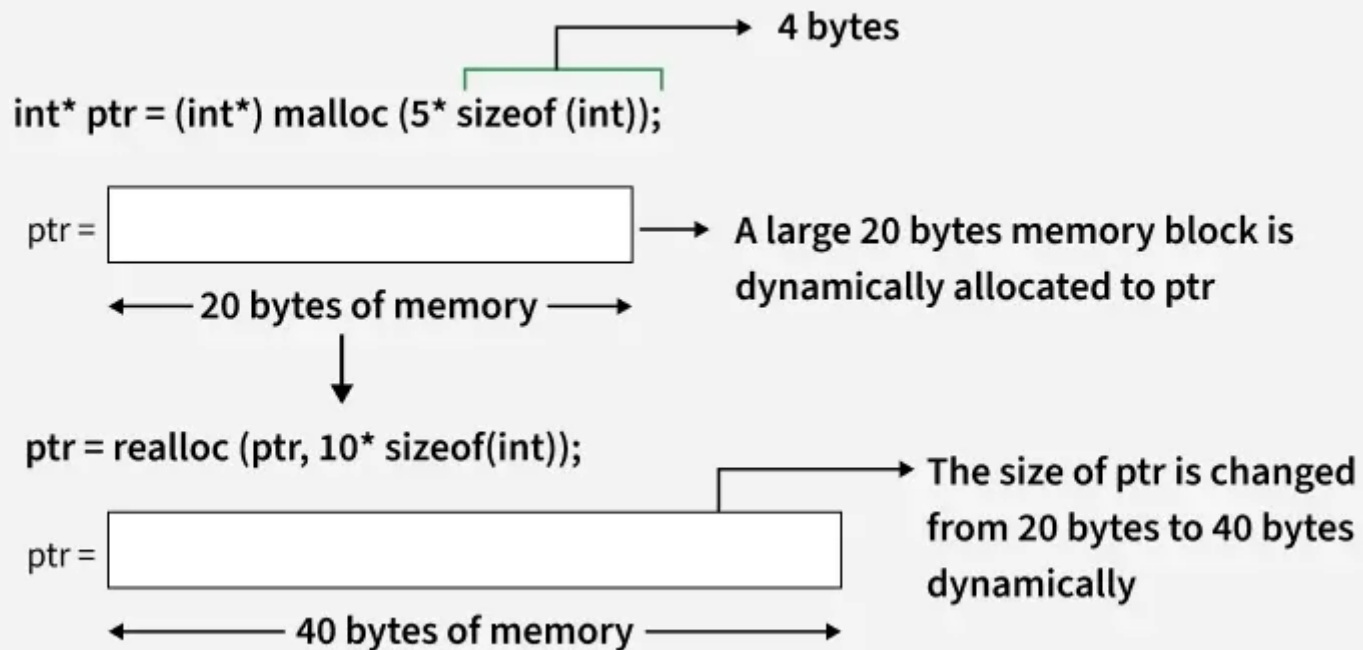 4 bytes
int* ptr = (int*) malloc (5* sizeof (int));
ptr =
A large 20 bytes memory block is
dynamically allocated to ptr
20 bytes of memory
ptr = realloc (ptr, 10* sizeof(int));
The size of ptr is changed
from 20 bytes to 40 bytes
dynamically
ptr =
40 bytes of memory